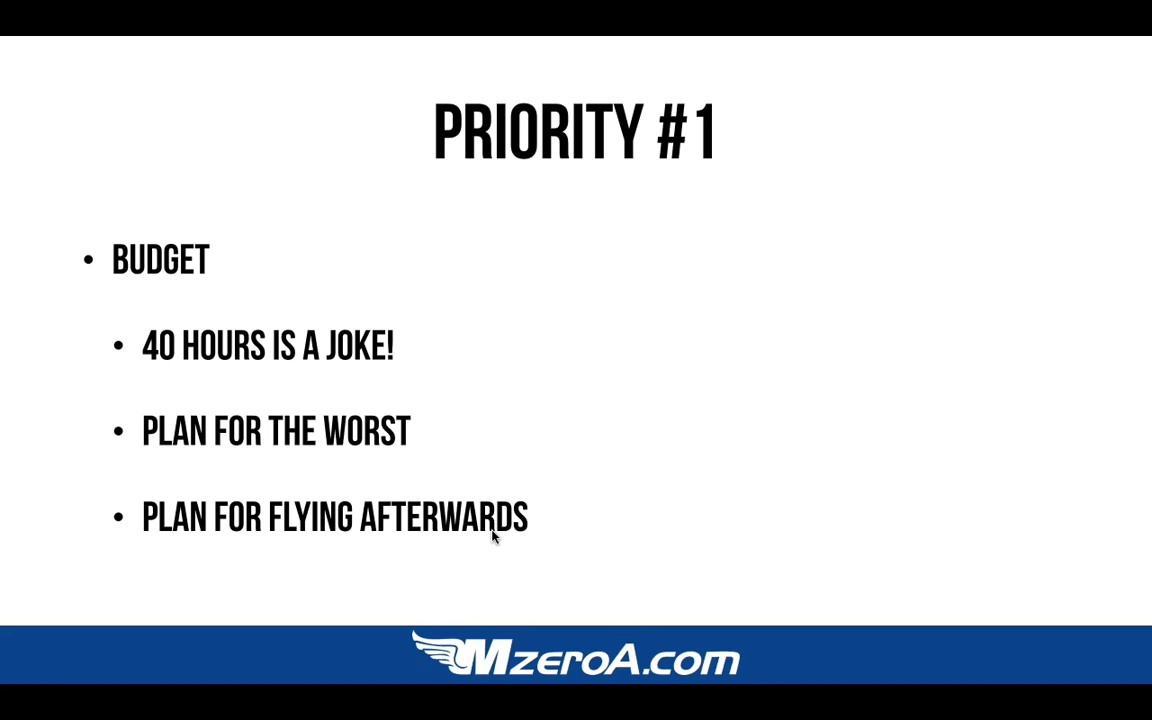 PRIORITY #1
• BUDGET
• 40 HOURS IS A JOKE!
• PLAN FOR THE WORST
• PLAN FOR FLYING AFTERWARDS
MzeroA.com